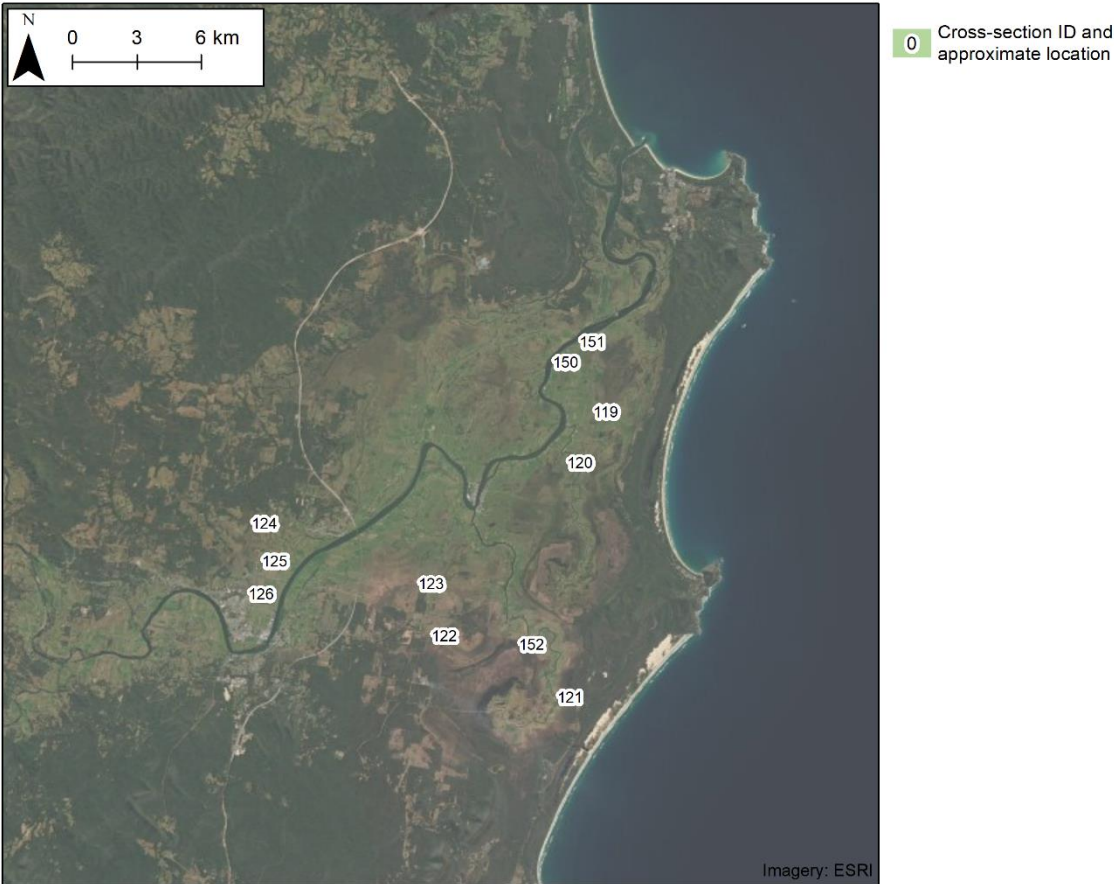 N
0 3 6 km
0 Cross-section ID and
approximate location
151
150
119
120
124
125
126
123
122
152
121
Imagery: ESRI